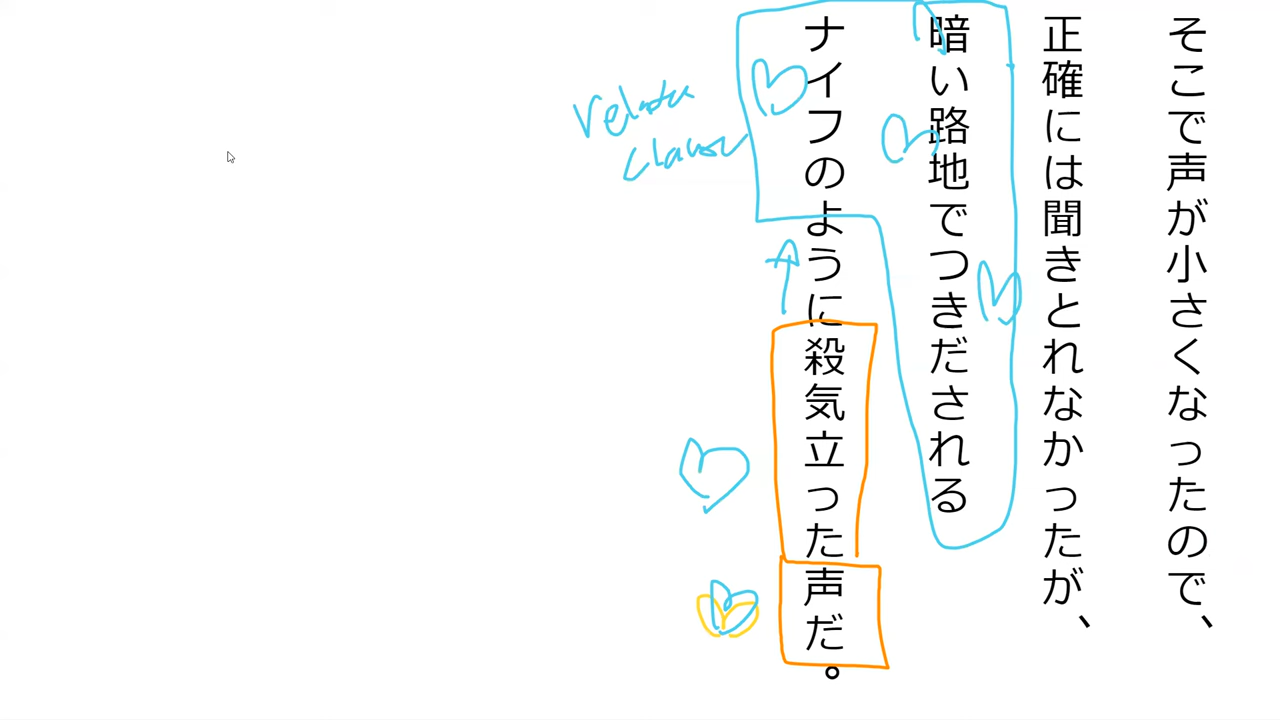 そこで声が小さくなったので、
正確には聞きとれなかったが、
暗い路地でつきだされる
ナイフのように殺気立った声だ。
relative
clause